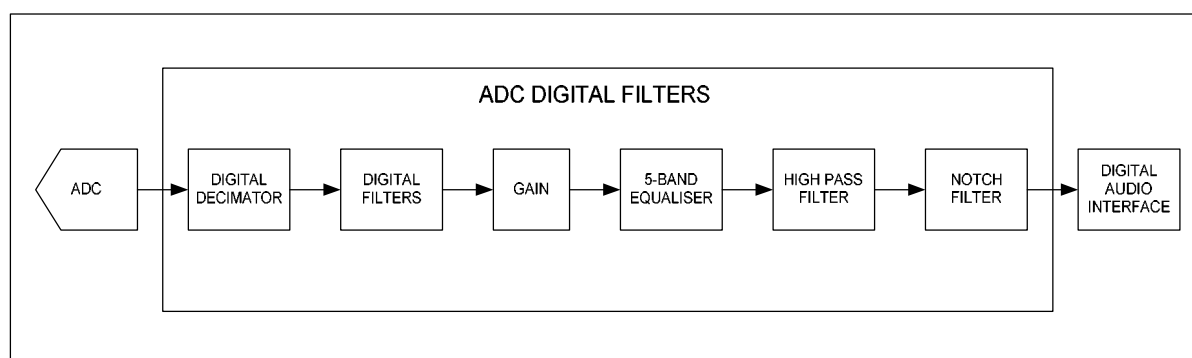 ADC DIGITAL FILTERS
ADC
DIGITAL
DECIMATOR
DIGITAL
FILTERS
GAIN
5-BAND
EQUALISER
HIGH PASS
FILTER
NOTCH
FILTER
DIGITAL
AUDIO
INTERFACE